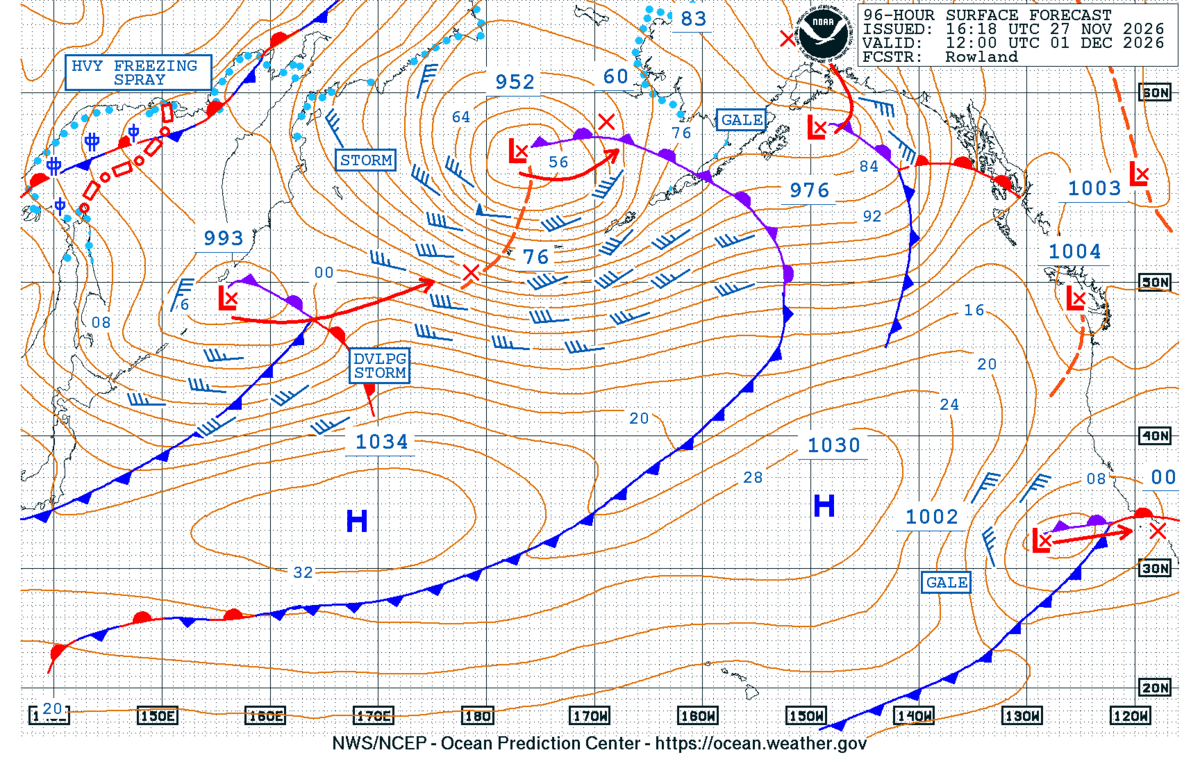 96-HOUR SURFACE FORECAST
ISSUED: 16:18 UTC 27 NOV 2026
VALID: 12:00 UTC 01 DEC 2026
FCSTR: Rowland
NOAA
83
HVY FREEZING
SPRAY
952
60
60N
64
GALE
76
STORM
L
56
L
84
976
L
1003
92
993
76
1004
00
50N
L
6
L
08
16
DVLPG
STORM
20
24
20
1034
1030
40N
28
08
00
H
H
1002
L
32
30N
GALE
20N
20
150E
160E
170E
180
170W
160W
150W
140W
130W
120W
NWS/NCEP - Ocean Prediction Center - https://ocean.weather.gov